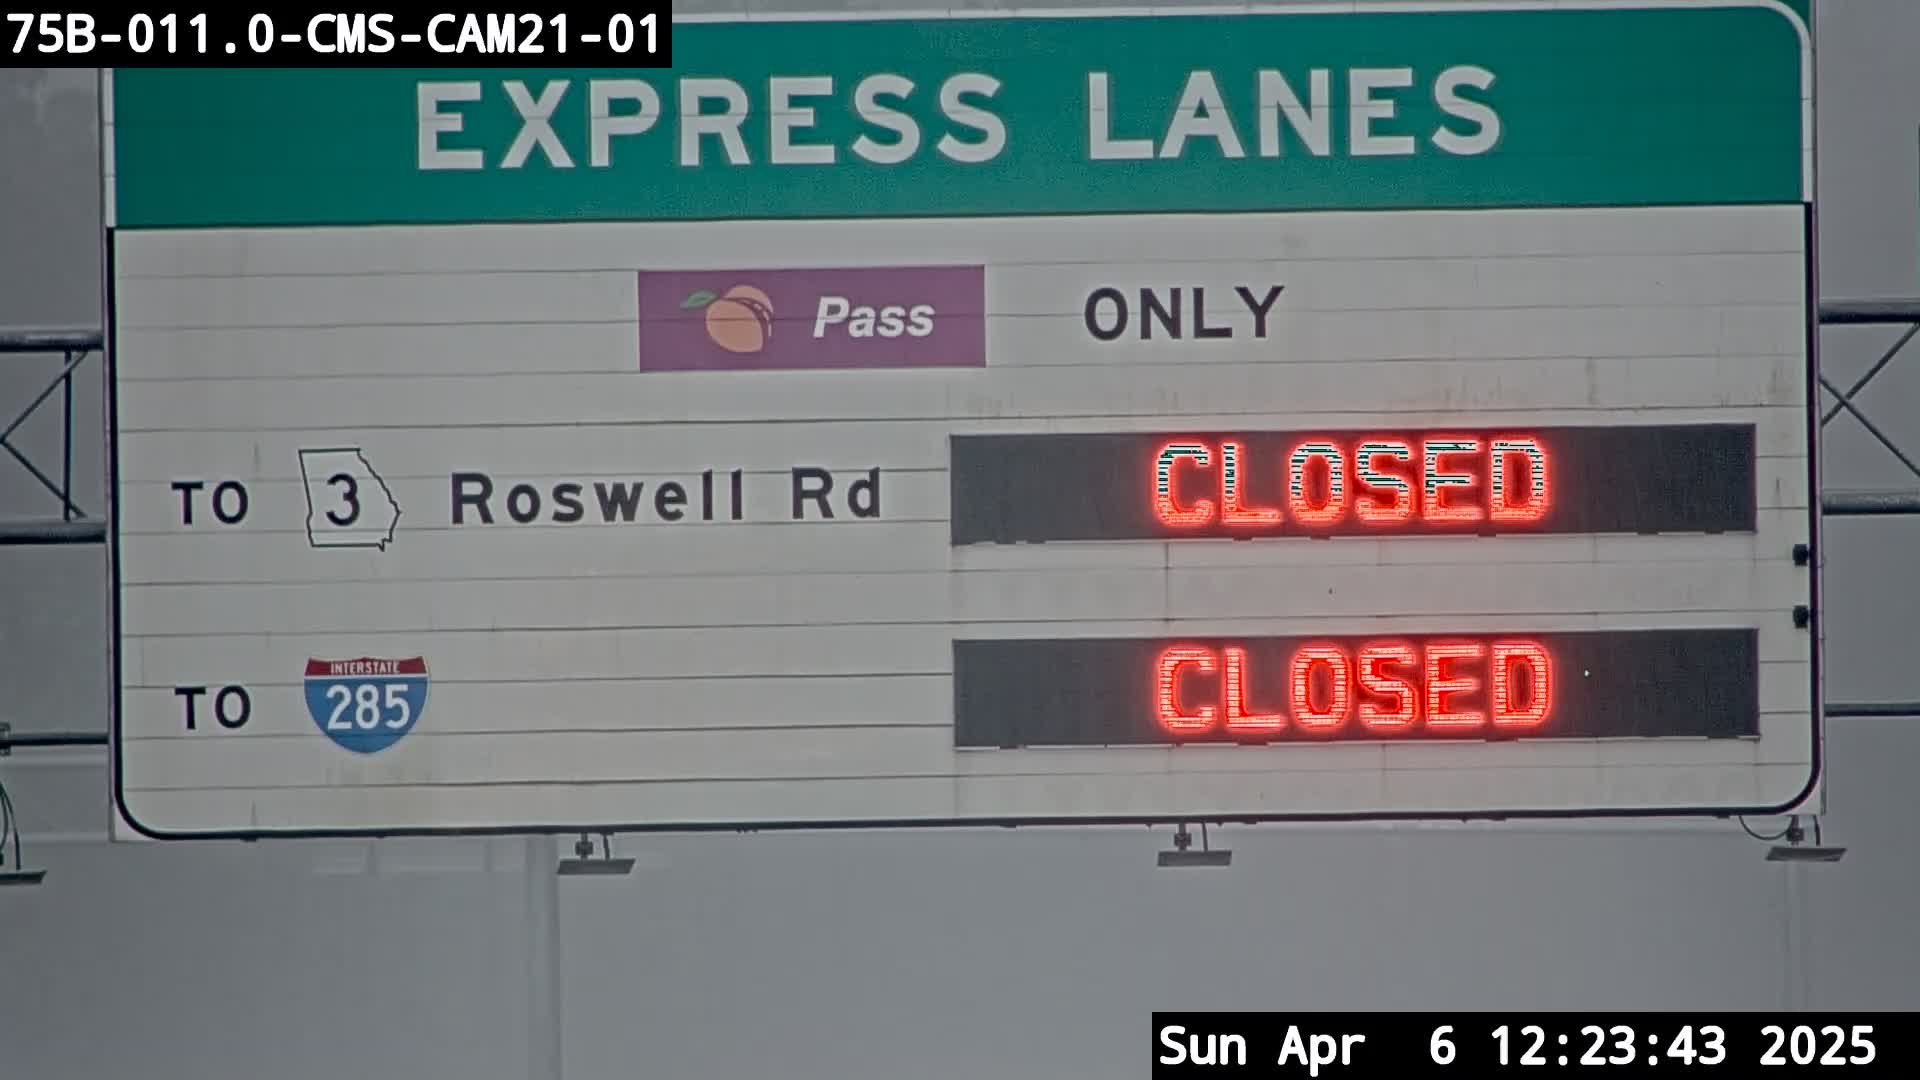 75B-011.0-CMS-CAM21-01
EXPRESS LANES
Pass ONLY
TO 3 Roswell Rd CLOSED
TO INTERSTATE 285 CLOSED
Sun Apr 6 12:23:43 2025